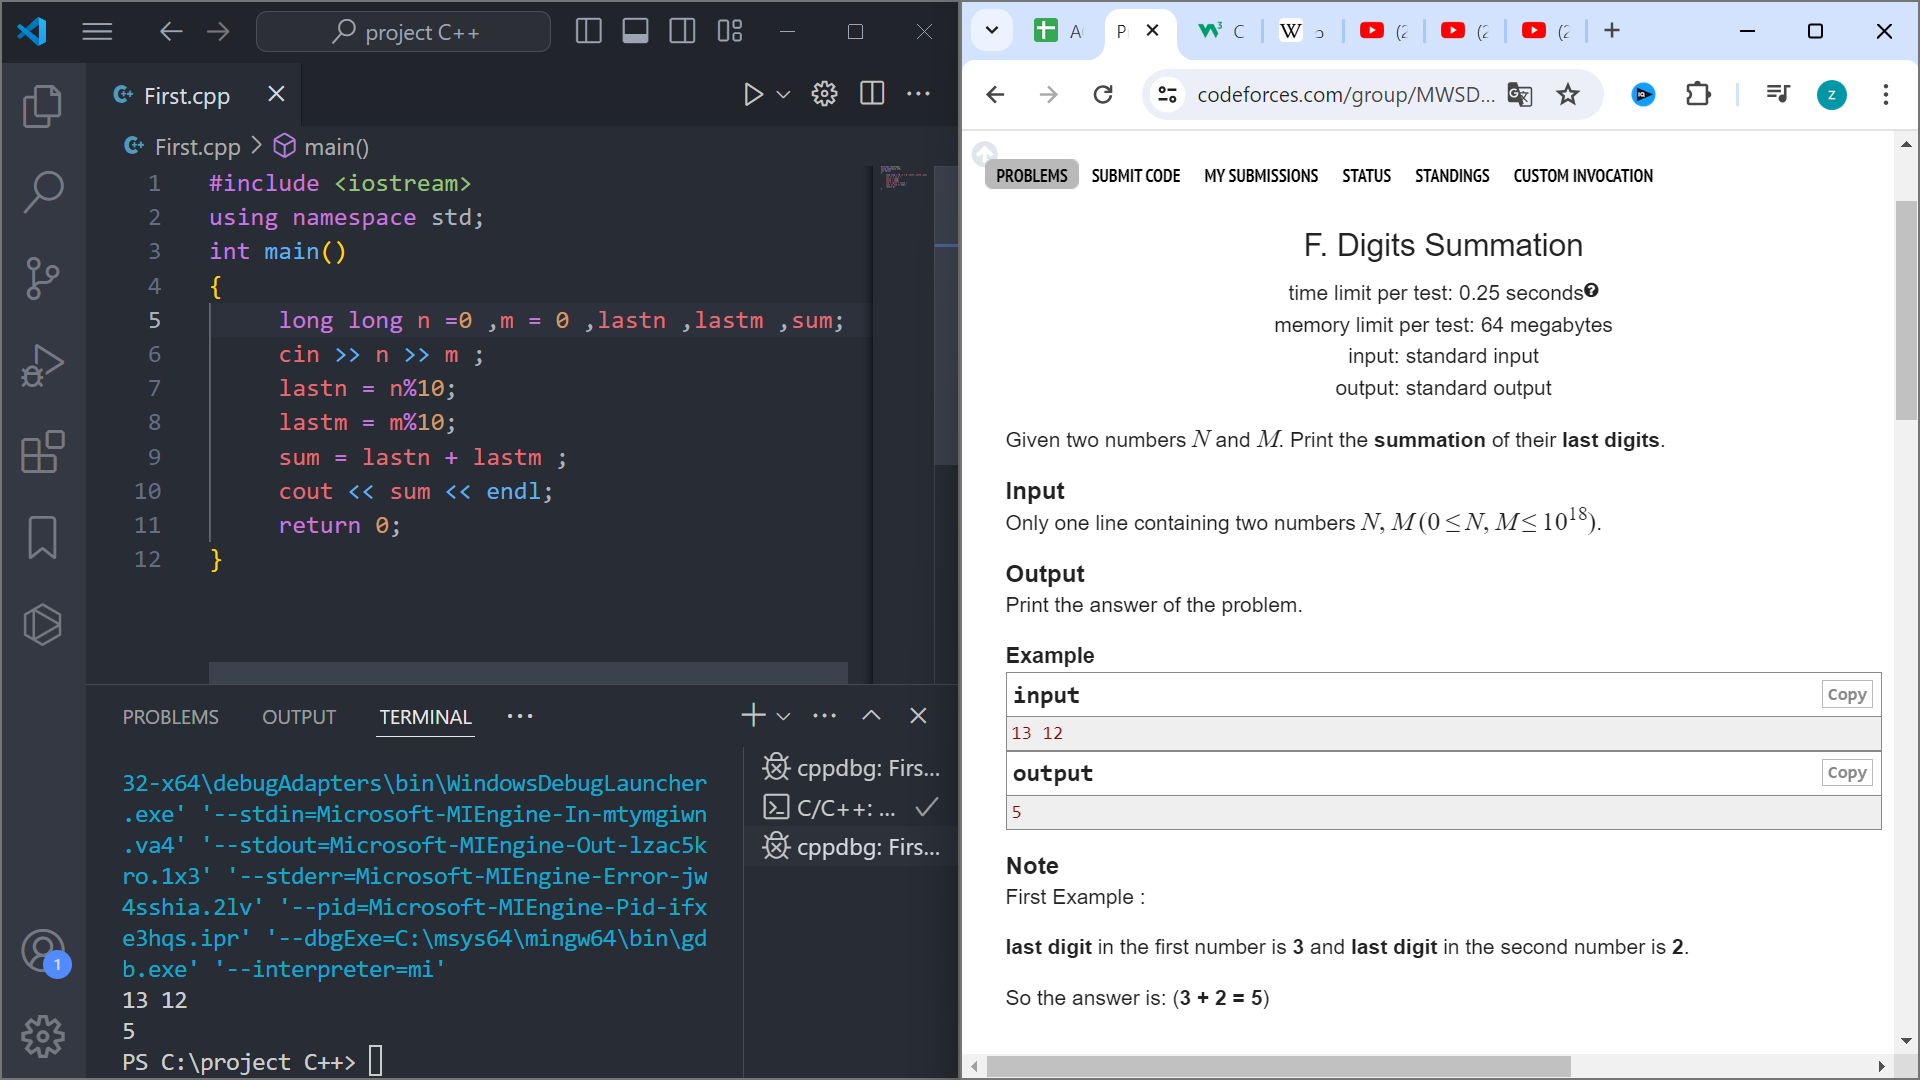 project C++
First.cpp
First.cpp > main()
1 #include <iostream>
2 using namespace std;
3 int main()
4 {
5 long long n =0 ,m = 0 ,lastn ,lastm ,sum;
6 cin >> n >> m ;
7 lastn = n%10;
8 lastm = m%10;
9 sum = lastn + lastm ;
10 cout << sum << endl;
11 return 0;
12 }
PROBLEMS OUTPUT TERMINAL
32-x64\debugAdapters\bin\WindowsDebugLauncher
.exe' '--stdin=Microsoft-MIEngine-In-mtymgiwn
.va4' '--stdout=Microsoft-MIEngine-Out-lzac5k
ro.1x3' '--stderr=Microsoft-MIEngine-Error-jw
4sshia.2lv' '--pid=Microsoft-MIEngine-Pid-ifx
e3hqs.ipr' '--dbgExe=C:\msys64\mingw64\bin\gd
b.exe' '--interpreter=mi'
13 12
5
PS C:\project C++>
cppdbg: Firs...
C/C++: ...
cppdbg: Firs...
1
codeforces.com/group/MWSD...
z
PROBLEMS SUBMIT CODE MY SUBMISSIONS STATUS STANDINGS CUSTOM INVOCATION
F. Digits Summation
time limit per test: 0.25 seconds
memory limit per test: 64 megabytes
input: standard input
output: standard output
Given two numbers N and M. Print the summation of their last digits.
Input
Only one line containing two numbers N, M (0 ≤ N, M ≤ 10^18).
Output
Print the answer of the problem.
Example
input
Copy
13 12
output
Copy
5
Note
First Example :
last digit in the first number is 3 and last digit in the second number is 2.
So the answer is: (3 + 2 = 5)